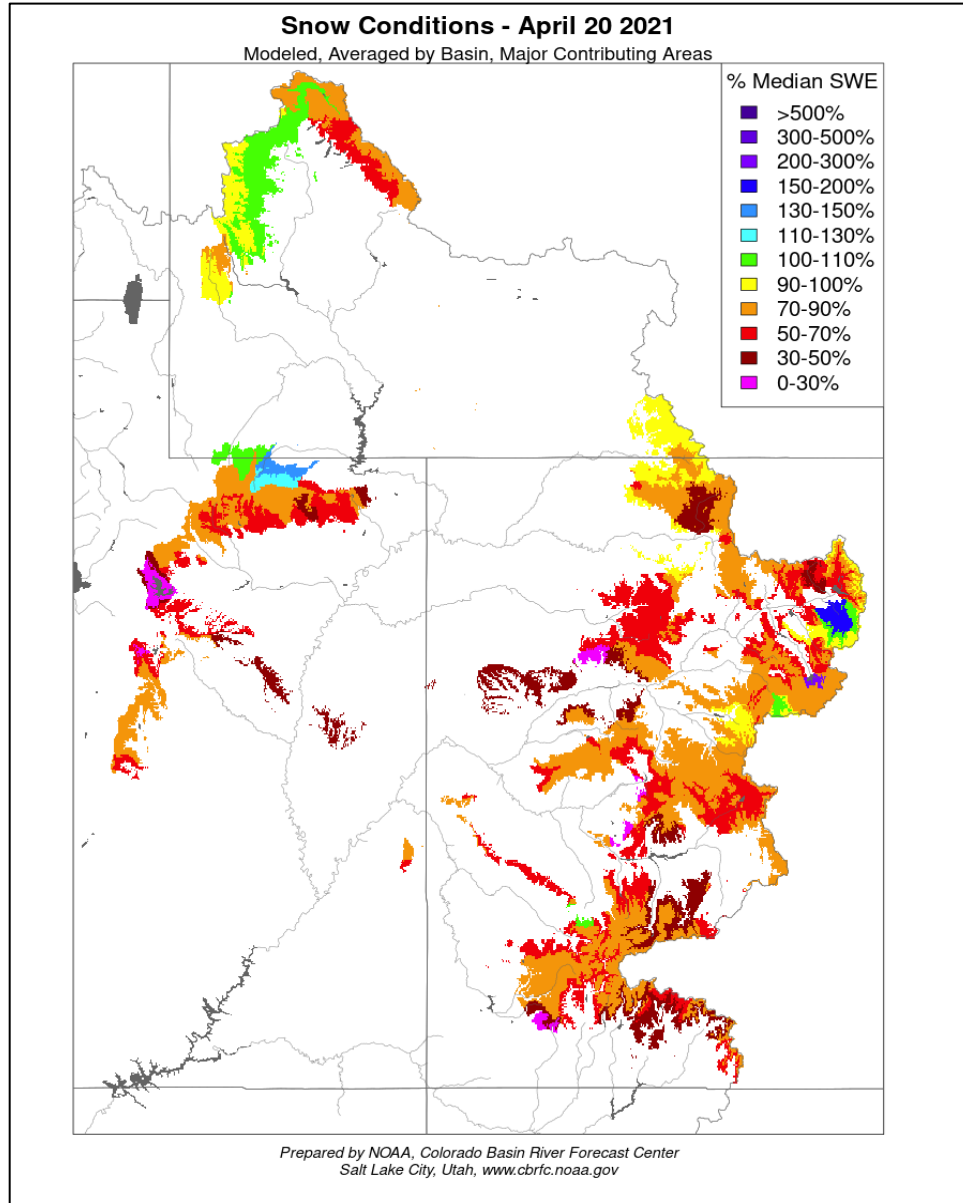 Snow Conditions - April 20 2021
Modeled, Averaged by Basin, Major Contributing Areas
% Median SWE
>500%
300-500%
200-300%
150-200%
130-150%
110-130%
100-110%
90-100%
70-90%
50-70%
30-50%
0-30%
Prepared by NOAA, Colorado Basin River Forecast Center
Salt Lake City, Utah, www.cbrfc.noaa.gov